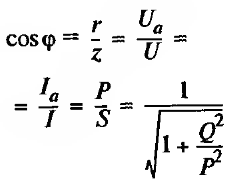 cos φ = r/z = U_a/U =
= I_a/I = P/S = 1/√(1 + Q²/P²)